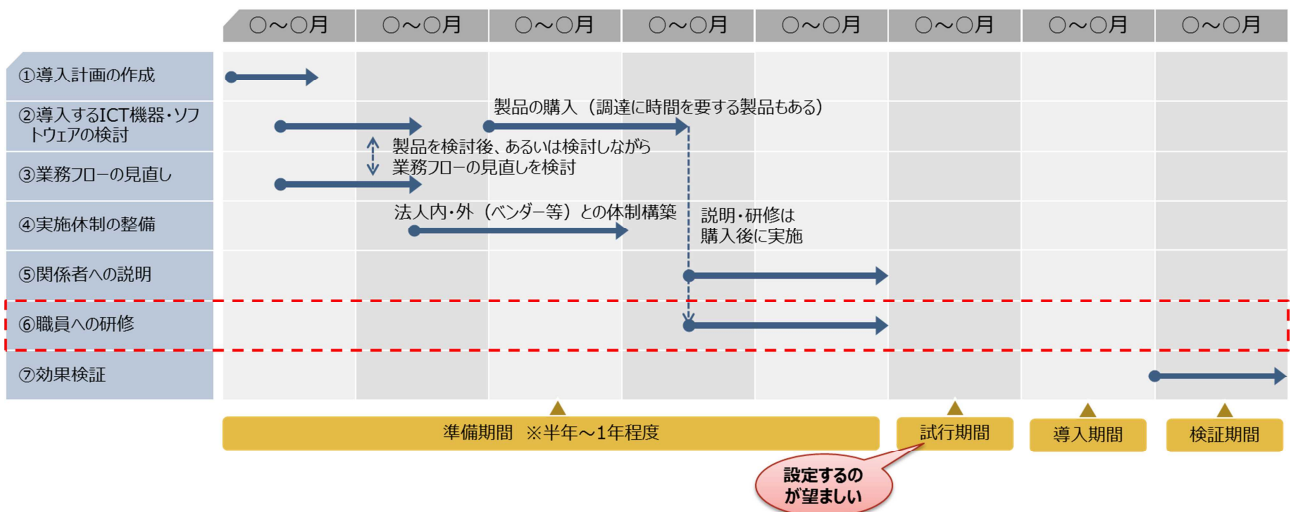 ○～○月 ○～○月 ○～○月 ○～○月 ○～○月 ○～○月 ○～○月 ○～○月
①導入計画の作成
②導入するICT機器・ソフ
トウェアの検討
製品の購入（調達に時間を要する製品もある）
製品を検討後、あるいは検討しながら
業務フローの見直しを検討
③業務フローの見直し
④実施体制の整備
法人内・外（ベンダー等）との体制構築
説明・研修は
購入後に実施
⑤関係者への説明
⑥職員への研修
⑦効果検証
準備期間 ※半年～1年程度
試行期間
導入期間
検証期間
設定するの
が望ましい